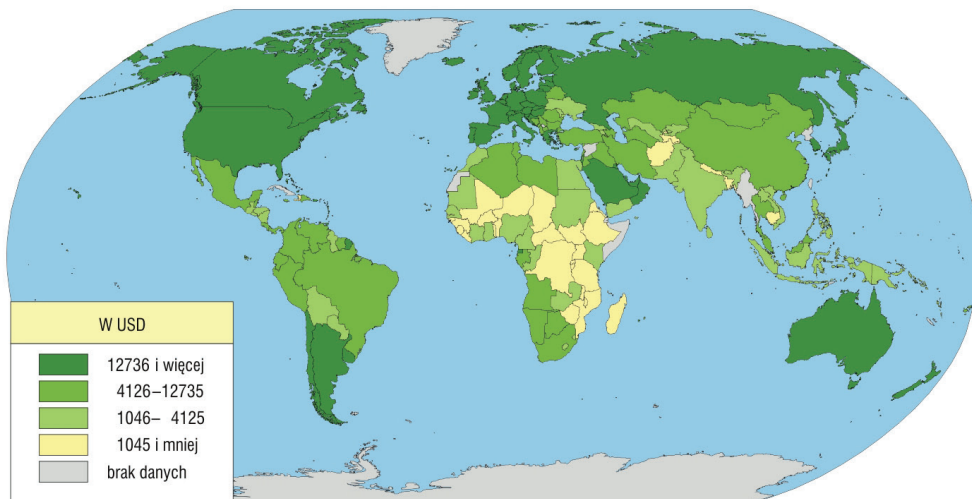 W USD
12736 i więcej
4126–12735
1046– 4125
1045 i mniej
brak danych